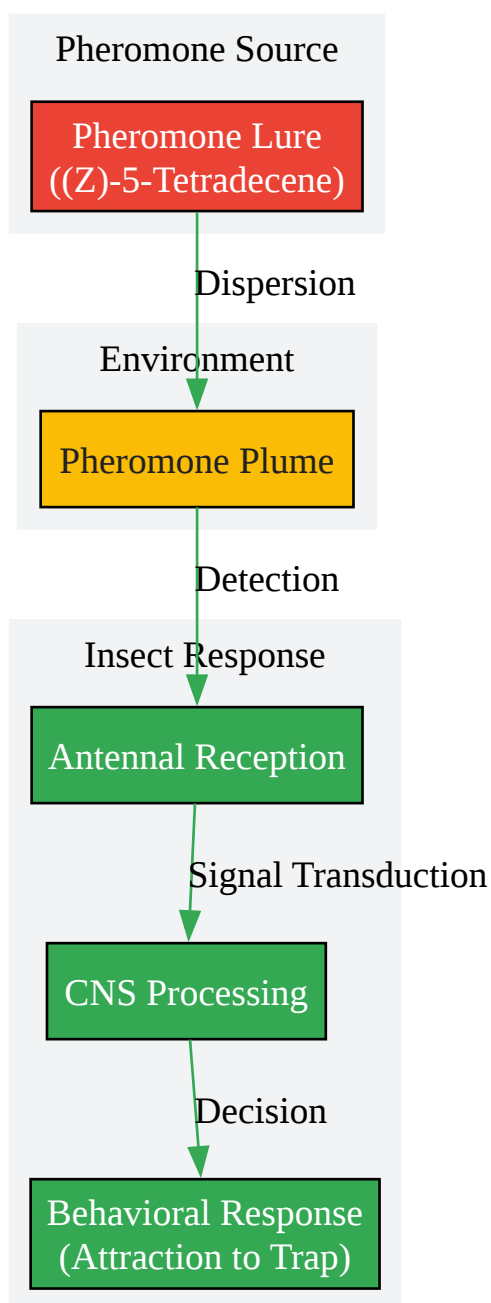 Pheromone Source
Pheromone Lure
((Z)-5-Tetradecene)
Dispersion
Environment
Pheromone Plume
Detection
Insect Response
Antennal Reception
Signal Transduction
CNS Processing
Decision
Behavioral Response
(Attraction to Trap)